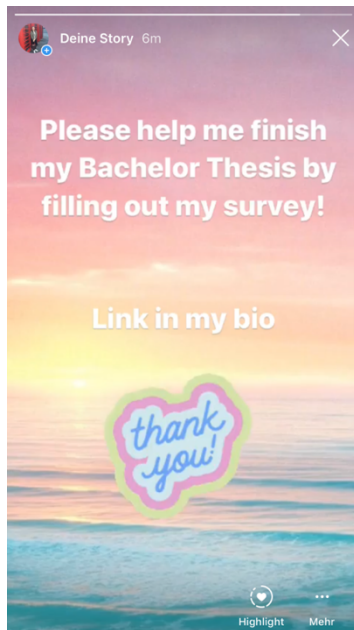 Deine Story 6m
Please help me finish
my Bachelor Thesis by
filling out my survey!
Link in my bio
thank
you!
Highlight Mehr